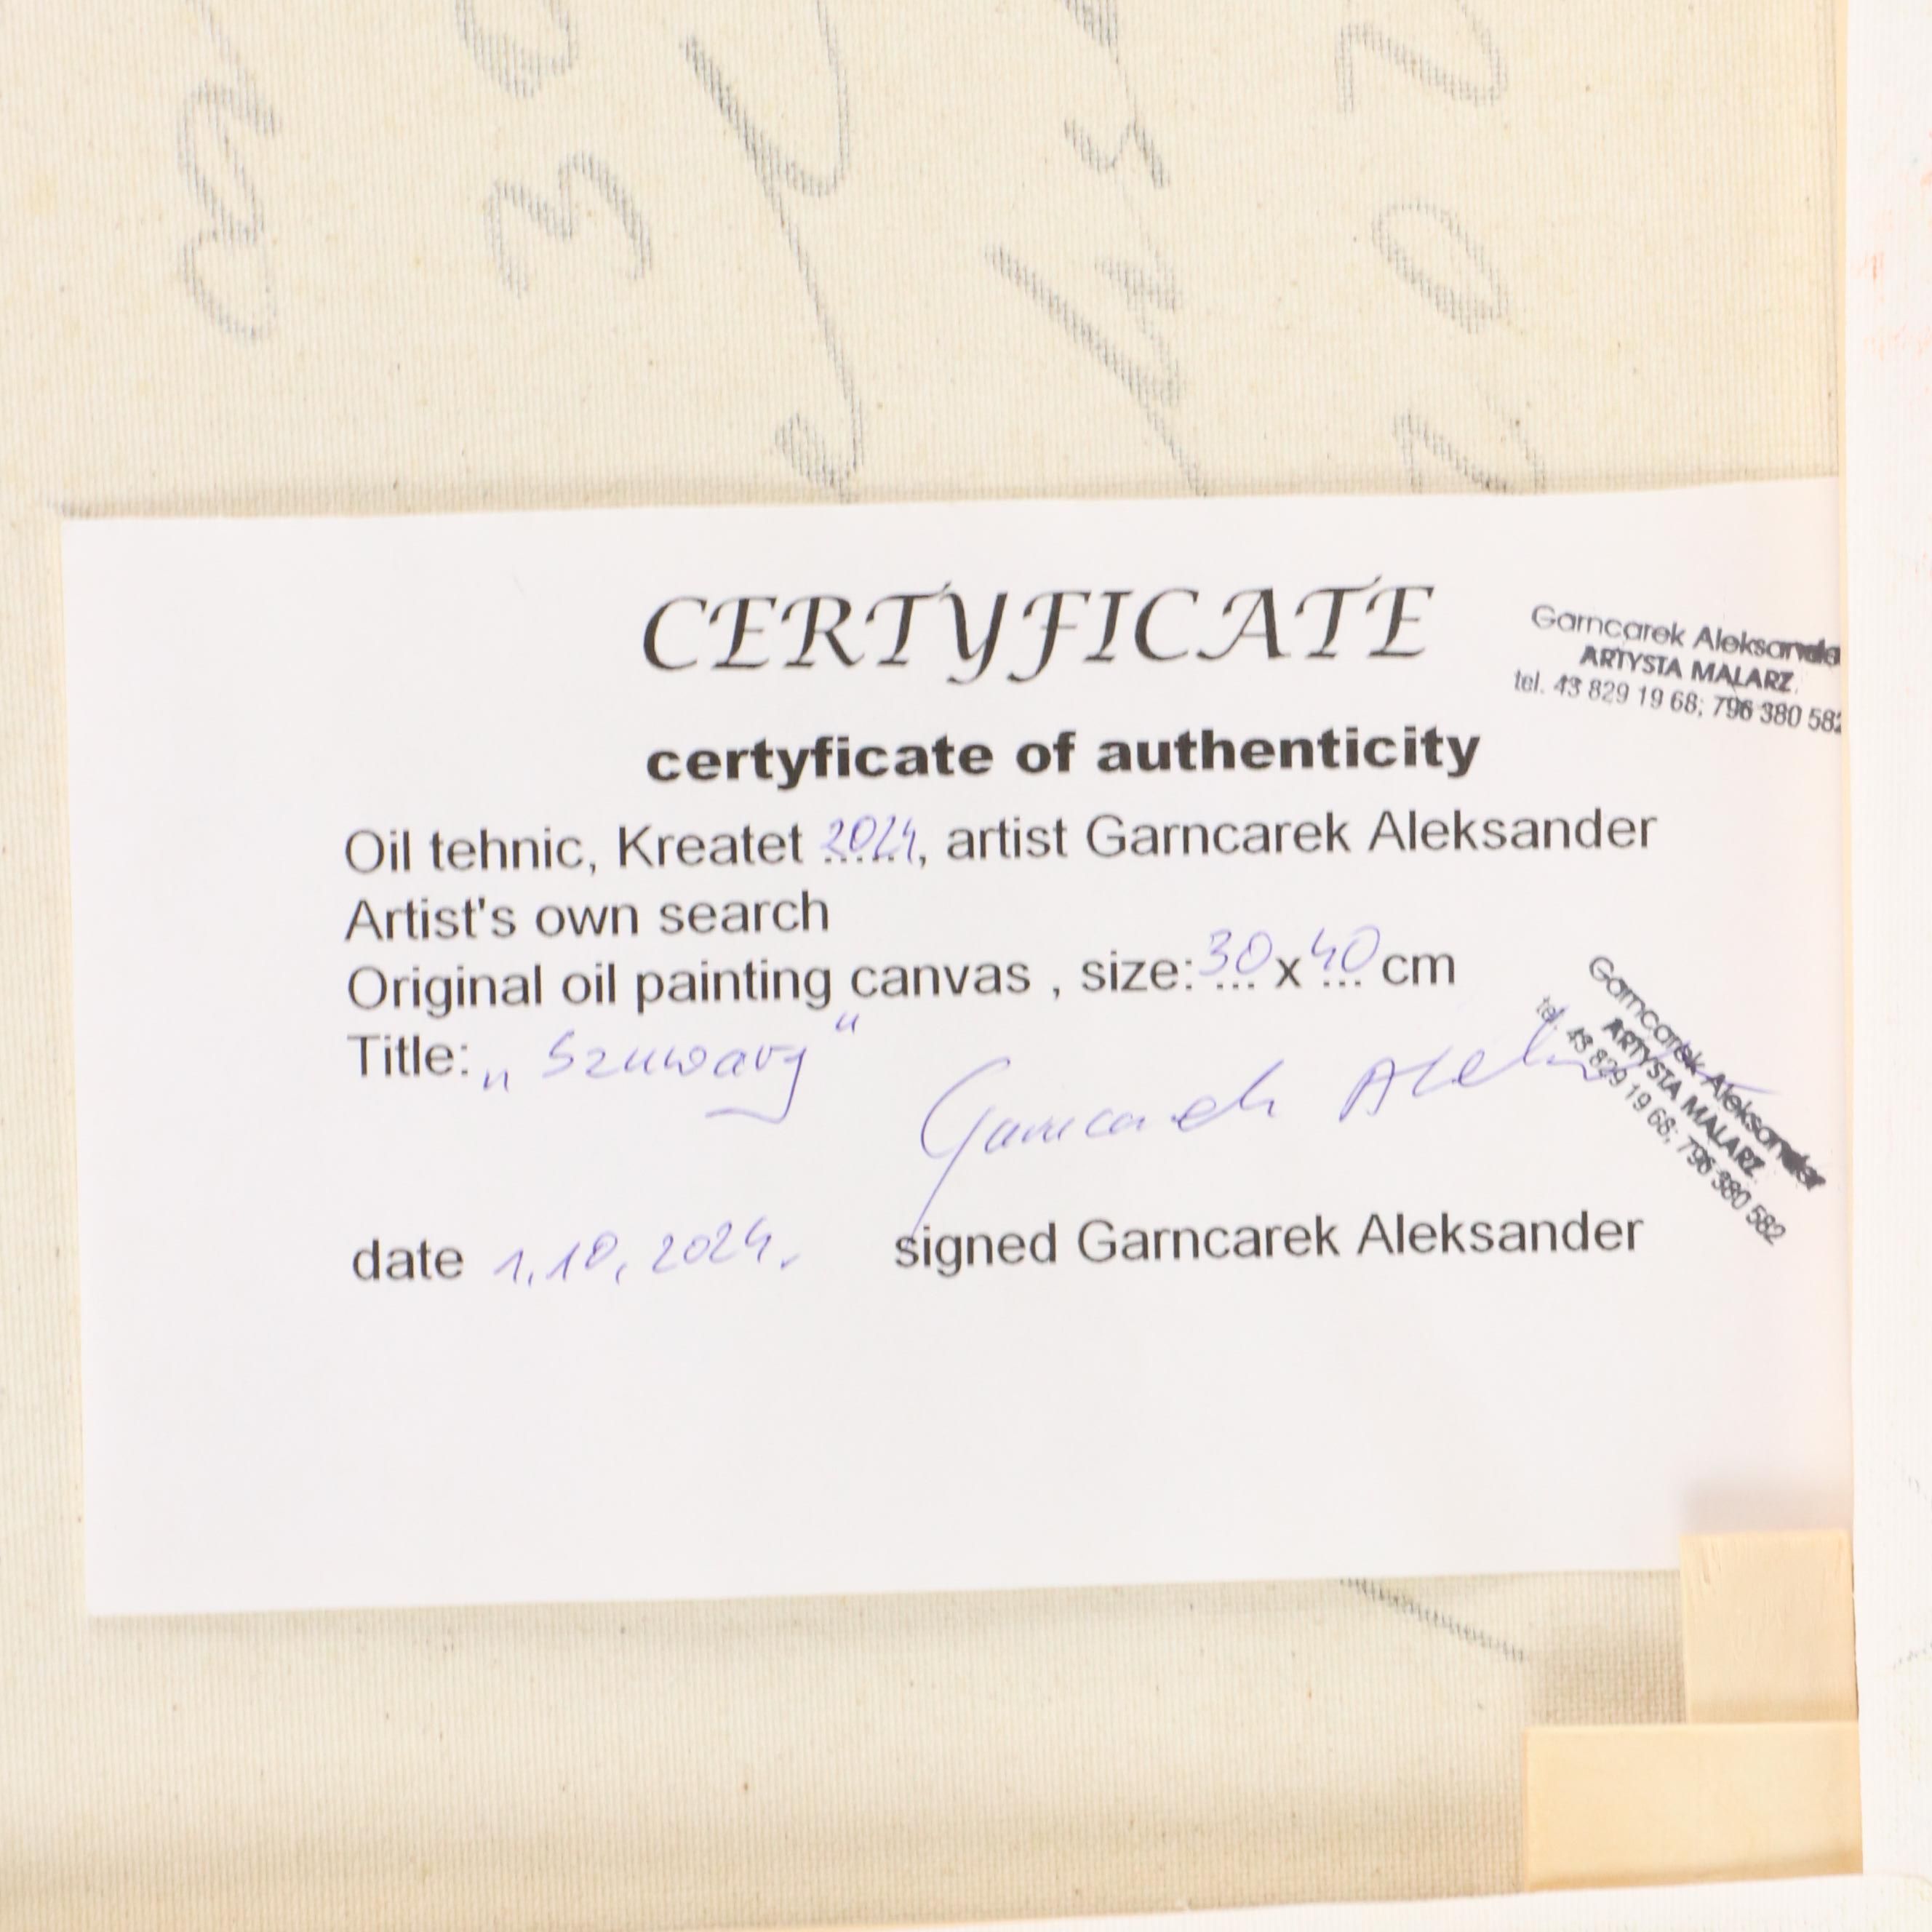 CERTYFICATE
Garncarek Aleksander
ARTYSTA MALARZ
tel. 43 829 19 68; 796 380 582
certyficate of authenticity
Oil tehnic, Kreatet 2024, artist Garncarek Aleksander
Artist's own search
Original oil painting canvas , size: 30 x 40 cm
Title: „ Szuwary "
Garncarek Aleksander
ARTYSTA MALARZ
tel. 43 829 19 68; 796 380 582
Garncarek
date 1.10.2024. signed Garncarek Aleksander